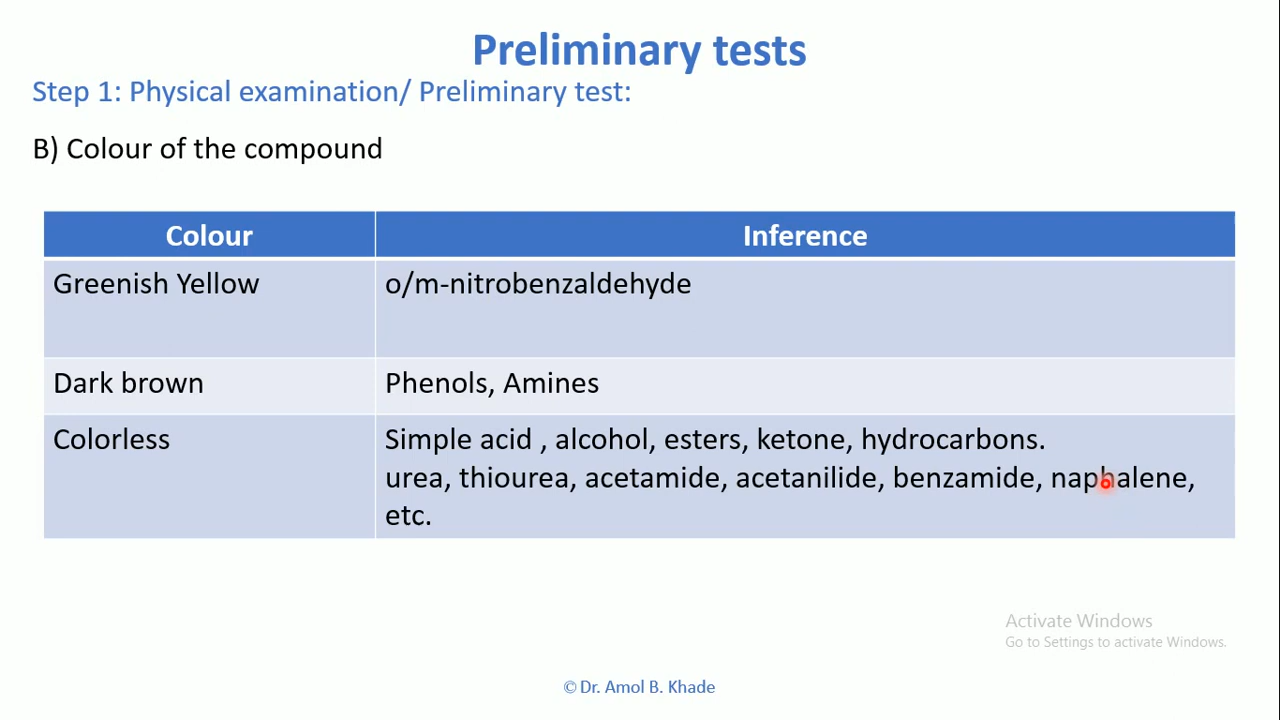 Preliminary tests
Step 1: Physical examination/ Preliminary test:
B) Colour of the compound
Colour Inference
Greenish Yellow o/m-nitrobenzaldehyde
Dark brown Phenols, Amines
Colorless Simple acid , alcohol, esters, ketone, hydrocarbons.
urea, thiourea, acetamide, acetanilide, benzamide, naphalene,
etc.
Activate Windows
Go to Settings to activate Windows.
© Dr. Amol B. Khade